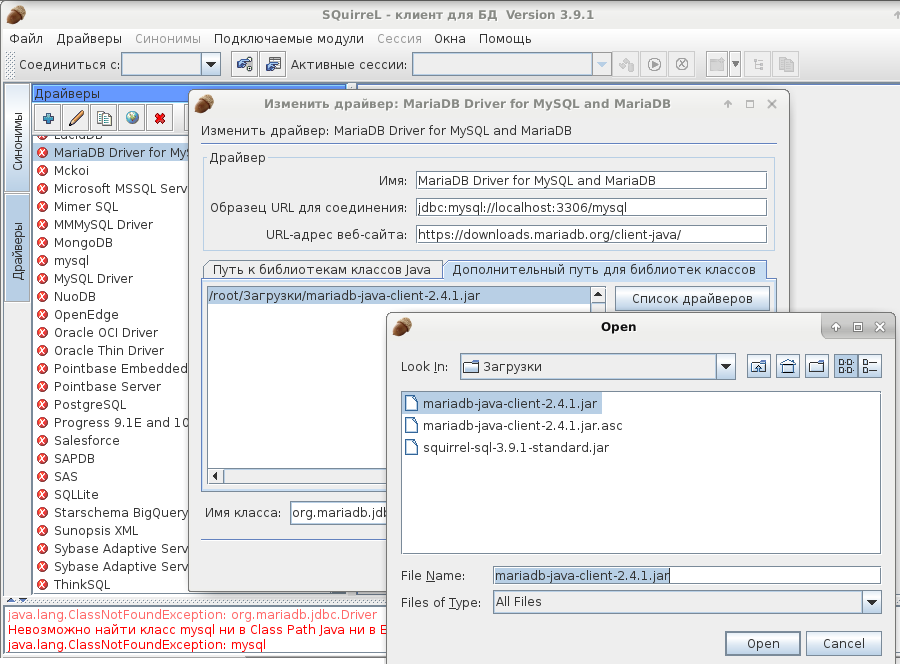 SQuirreL - клиент для БД Version 3.9.1
Файл Драйверы Синонимы Подключаемые модули Сессия Окна Помощь
Соединиться с: Активные сессии:
Синонимы
Драйверы
Драйверы
LucidDB
MariaDB Driver for MyS
Mckoi
Microsoft MSSQL Serv
Mimer SQL
MMMySQL Driver
MongoDB
mysql
MySQL Driver
NuoDB
OpenEdge
Oracle OCI Driver
Oracle Thin Driver
Pointbase Embedded
Pointbase Server
PostgreSQL
Progress 9.1E and 10
Salesforce
SAPDB
SAS
SQLLite
Starschema BigQuery
Sunopsis XML
Sybase Adaptive Serv
Sybase Adaptive Serv
ThinkSQL
Изменить драйвер: MariaDB Driver for MySQL and MariaDB
Изменить драйвер: MariaDB Driver for MySQL and MariaDB
Драйвер
Имя: MariaDB Driver for MySQL and MariaDB
Образец URL для соединения: jdbc:mysql://localhost:3306/mysql
URL-адрес веб-сайта: https://downloads.mariadb.org/client-java/
Путь к библиотекам классов Java Дополнительный путь для библиотек классов
/root/Загрузки/mariadb-java-client-2.4.1.jar
Список драйверов
Имя класса: org.mariadb.jdb
Open
Look In: Загрузки
mariadb-java-client-2.4.1.jar
mariadb-java-client-2.4.1.jar.asc
squirrel-sql-3.9.1-standard.jar
File Name: mariadb-java-client-2.4.1.jar
Files of Type: All Files
Open Cancel
java.lang.ClassNotFoundException: org.mariadb.jdbc.Driver
Невозможно найти класс mysql ни в Class Path Java ни в E
java.lang.ClassNotFoundException: mysql